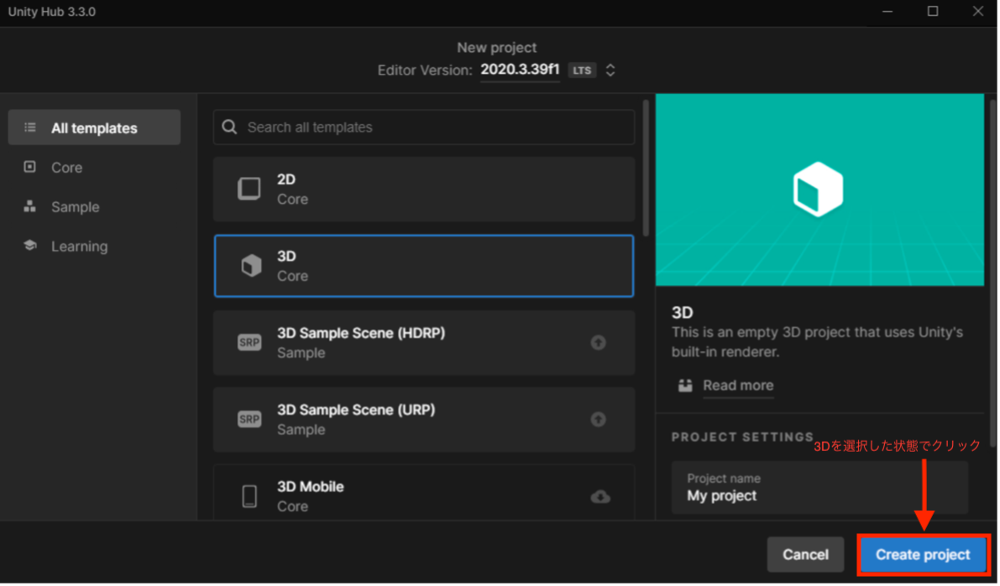 Unity Hub 3.3.0
New project
Editor Version: 2020.3.39f1 LTS
All templates
Core
Sample
Learning
Search all templates
2D
Core
3D
Core
SRP
3D Sample Scene (HDRP)
Sample
SRP
3D Sample Scene (URP)
Sample
3D Mobile
Core
3D
This is an empty 3D project that uses Unity's
built-in renderer.
Read more
PROJECT SETTINGS
3Dを選択した状態でクリック
Project name
My project
Cancel
Create project